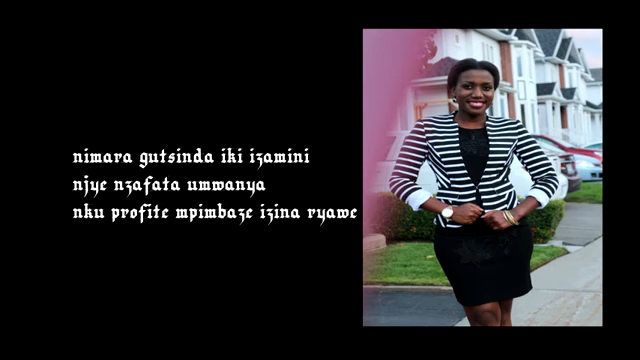 nimara gutsinda iki izamini
njye nzafata umwanya
nku profite mpimbaze izina ryawe